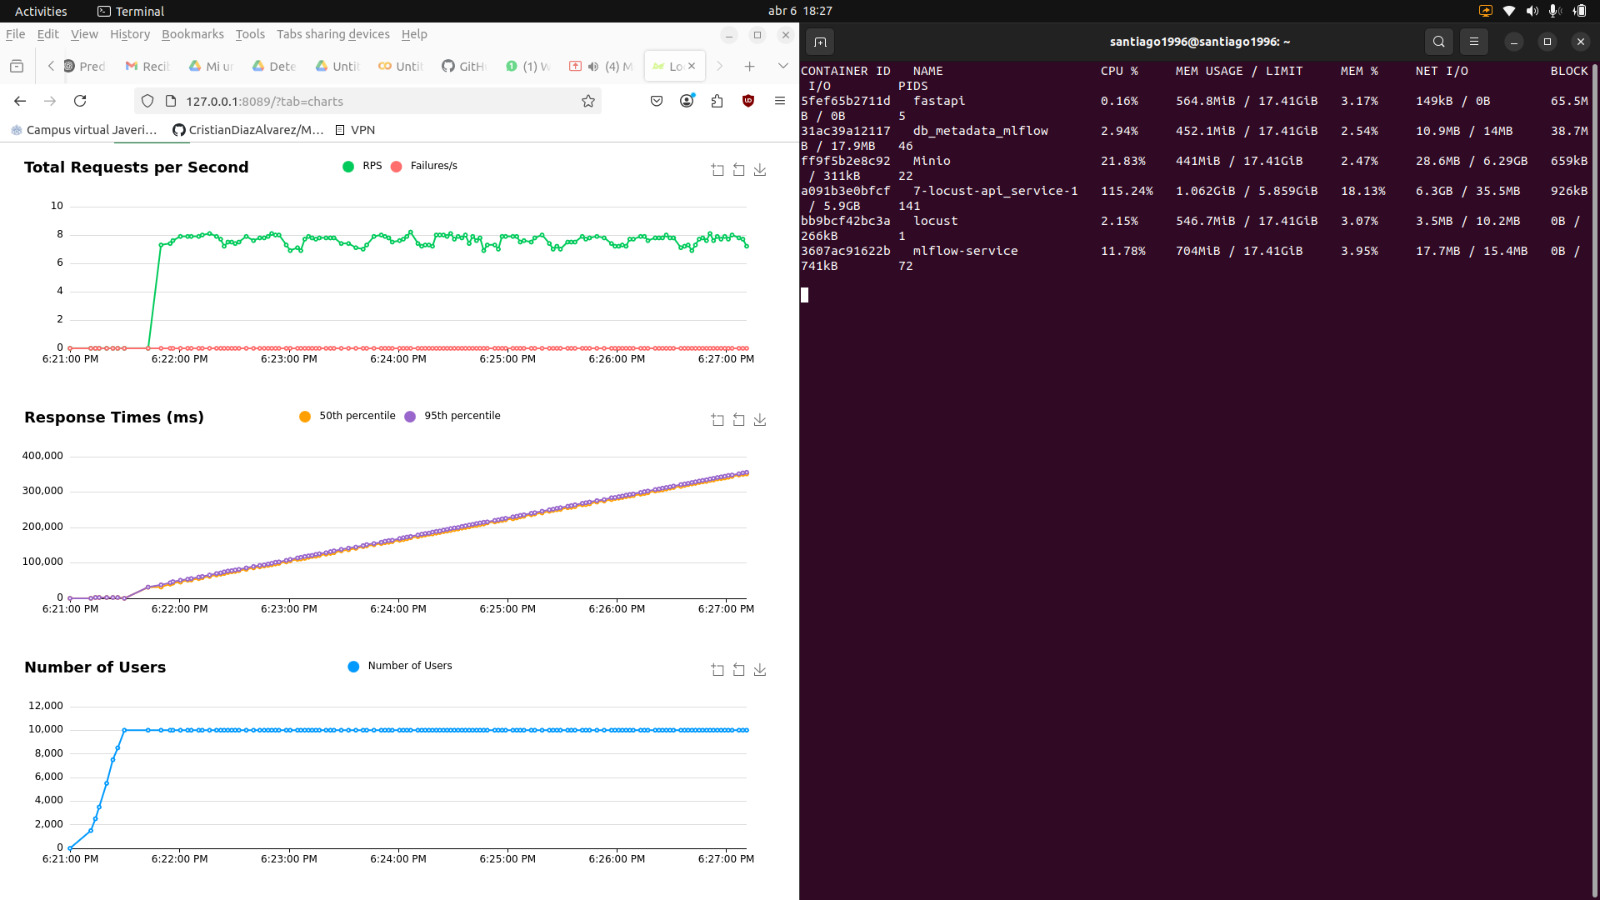 Activities
Terminal
abr 6 18:27
File Edit View History Bookmarks Tools Tabs sharing devices Help
Pred
Reci
Mi ur
Dete
Unti
Unti
GitH
(1) W
(4) M
Lo
127.0.0.1:8089/?tab=charts
Campus virtual Javeri...
CristianDiazAlvarez/M...
VPN
Total Requests per Second
RPS
Failures/s
10
8
6
4
2
0
6:21:00 PM 6:22:00 PM 6:23:00 PM 6:24:00 PM 6:25:00 PM 6:26:00 PM 6:27:00 PM
Response Times (ms)
50th percentile
95th percentile
400,000
300,000
200,000
100,000
0
6:21:00 PM 6:22:00 PM 6:23:00 PM 6:24:00 PM 6:25:00 PM 6:26:00 PM 6:27:00 PM
Number of Users
Number of Users
12,000
10,000
8,000
6,000
4,000
2,000
0
6:21:00 PM 6:22:00 PM 6:23:00 PM 6:24:00 PM 6:25:00 PM 6:26:00 PM 6:27:00 PM
santiago1996@santiago1996: ~
CONTAINER ID NAME CPU % MEM USAGE / LIMIT MEM % NET I/O BLOCK
I/O PIDS
5fef65b2711d fastapi 0.16% 564.8MiB / 17.41GiB 3.17% 149kB / 0B 65.5M
B / 0B 5
31ac39a12117 db_metadata_mlflow 2.94% 452.1MiB / 17.41GiB 2.54% 10.9MB / 14MB 38.7M
B / 17.9MB 46
ff9f5b2e8c92 Minio 21.83% 441MiB / 17.41GiB 2.47% 28.6MB / 6.29GB 659kB
/ 311kB 22
a091b3e0bfcf 7-locust-api_service-1 115.24% 1.062GiB / 5.859GiB 18.13% 6.3GB / 35.5MB 926kB
/ 5.9GB 141
bb9bcf42bc3a locust 2.15% 546.7MiB / 17.41GiB 3.07% 3.5MB / 10.2MB 0B /
266kB 1
3607ac91622b mlflow-service 11.78% 704MiB / 17.41GiB 3.95% 17.7MB / 15.4MB 0B /
741kB 72